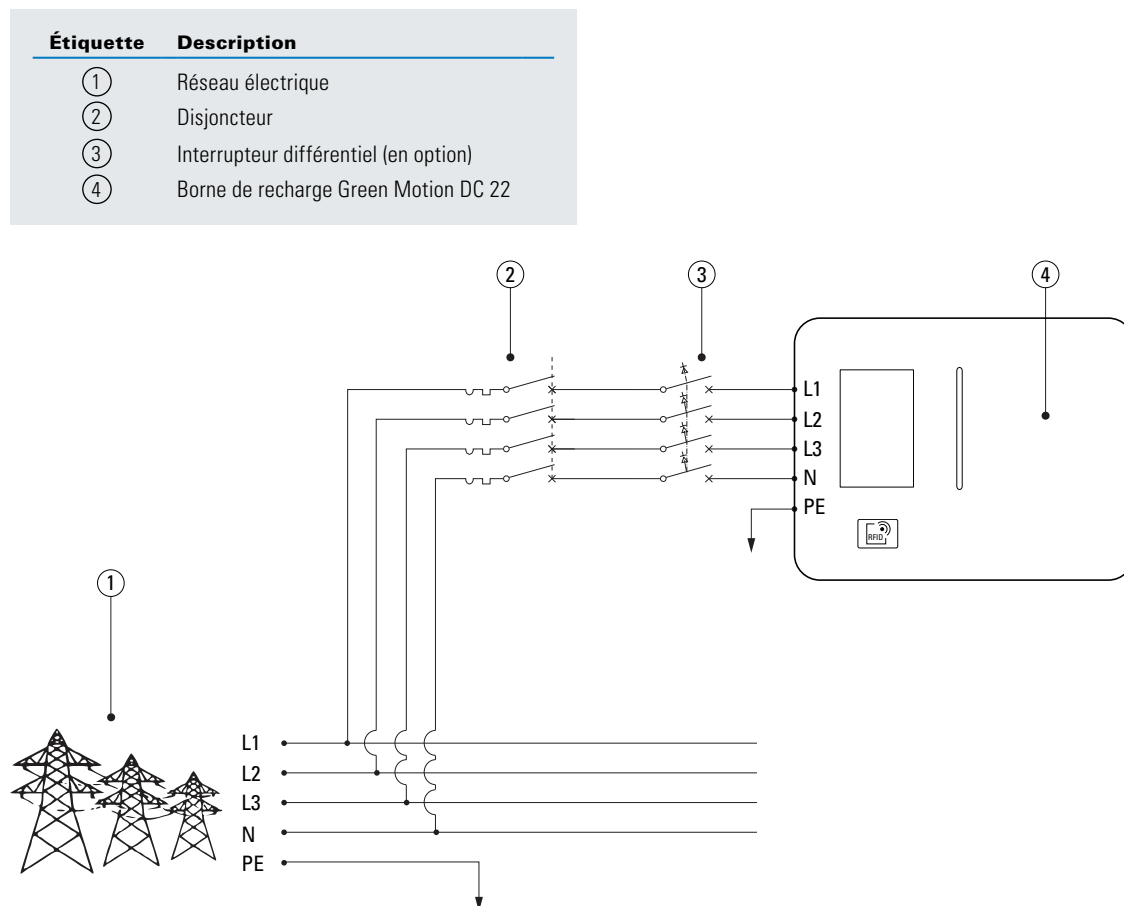 Étiquette Description
1 Réseau électrique
2 Disjoncteur
3 Interrupteur différentiel (en option)
4 Borne de recharge Green Motion DC 22
2 3 4
L1
L2
L3
N
PE
RFID
1
L1
L2
L3
N
PE